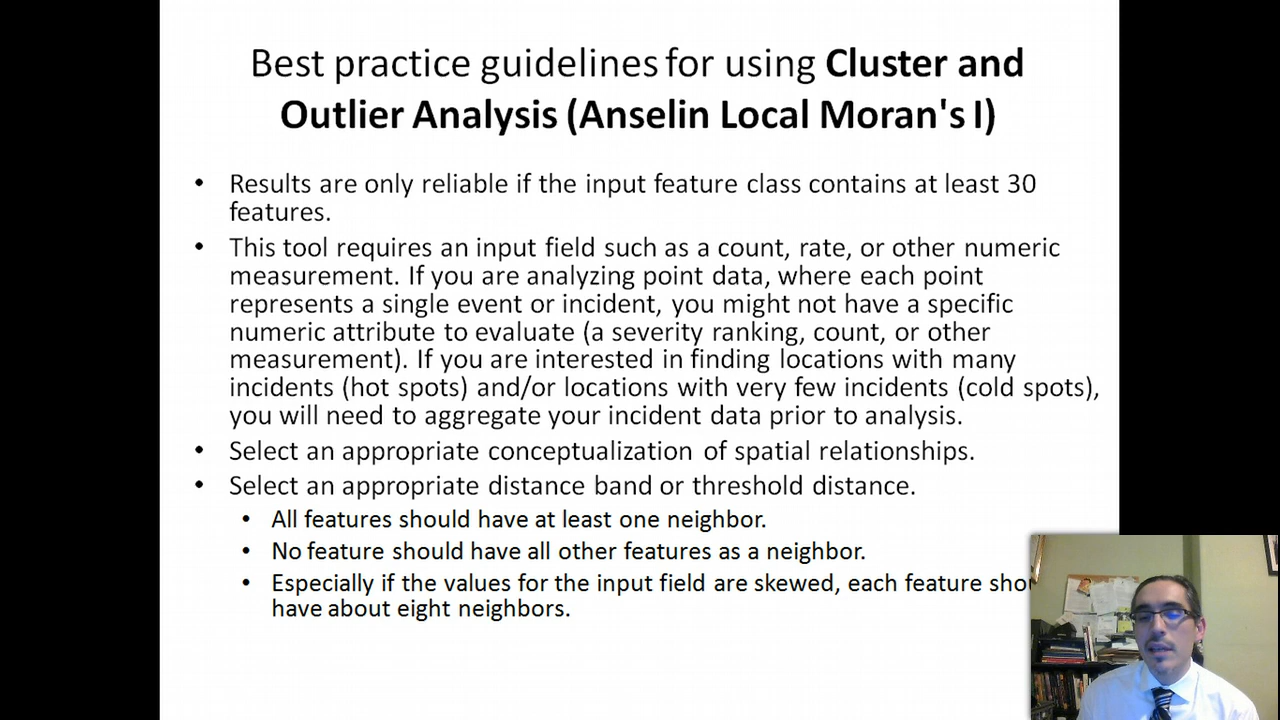 Best practice guidelines for using Cluster and
Outlier Analysis (Anselin Local Moran's I)
• Results are only reliable if the input feature class contains at least 30
features.
• This tool requires an input field such as a count, rate, or other numeric
measurement. If you are analyzing point data, where each point
represents a single event or incident, you might not have a specific
numeric attribute to evaluate (a severity ranking, count, or other
measurement). If you are interested in finding locations with many
incidents (hot spots) and/or locations with very few incidents (cold spots),
you will need to aggregate your incident data prior to analysis.
• Select an appropriate conceptualization of spatial relationships.
• Select an appropriate distance band or threshold distance.
• All features should have at least one neighbor.
• No feature should have all other features as a neighbor.
• Especially if the values for the input field are skewed, each feature
have about eight neighbors.